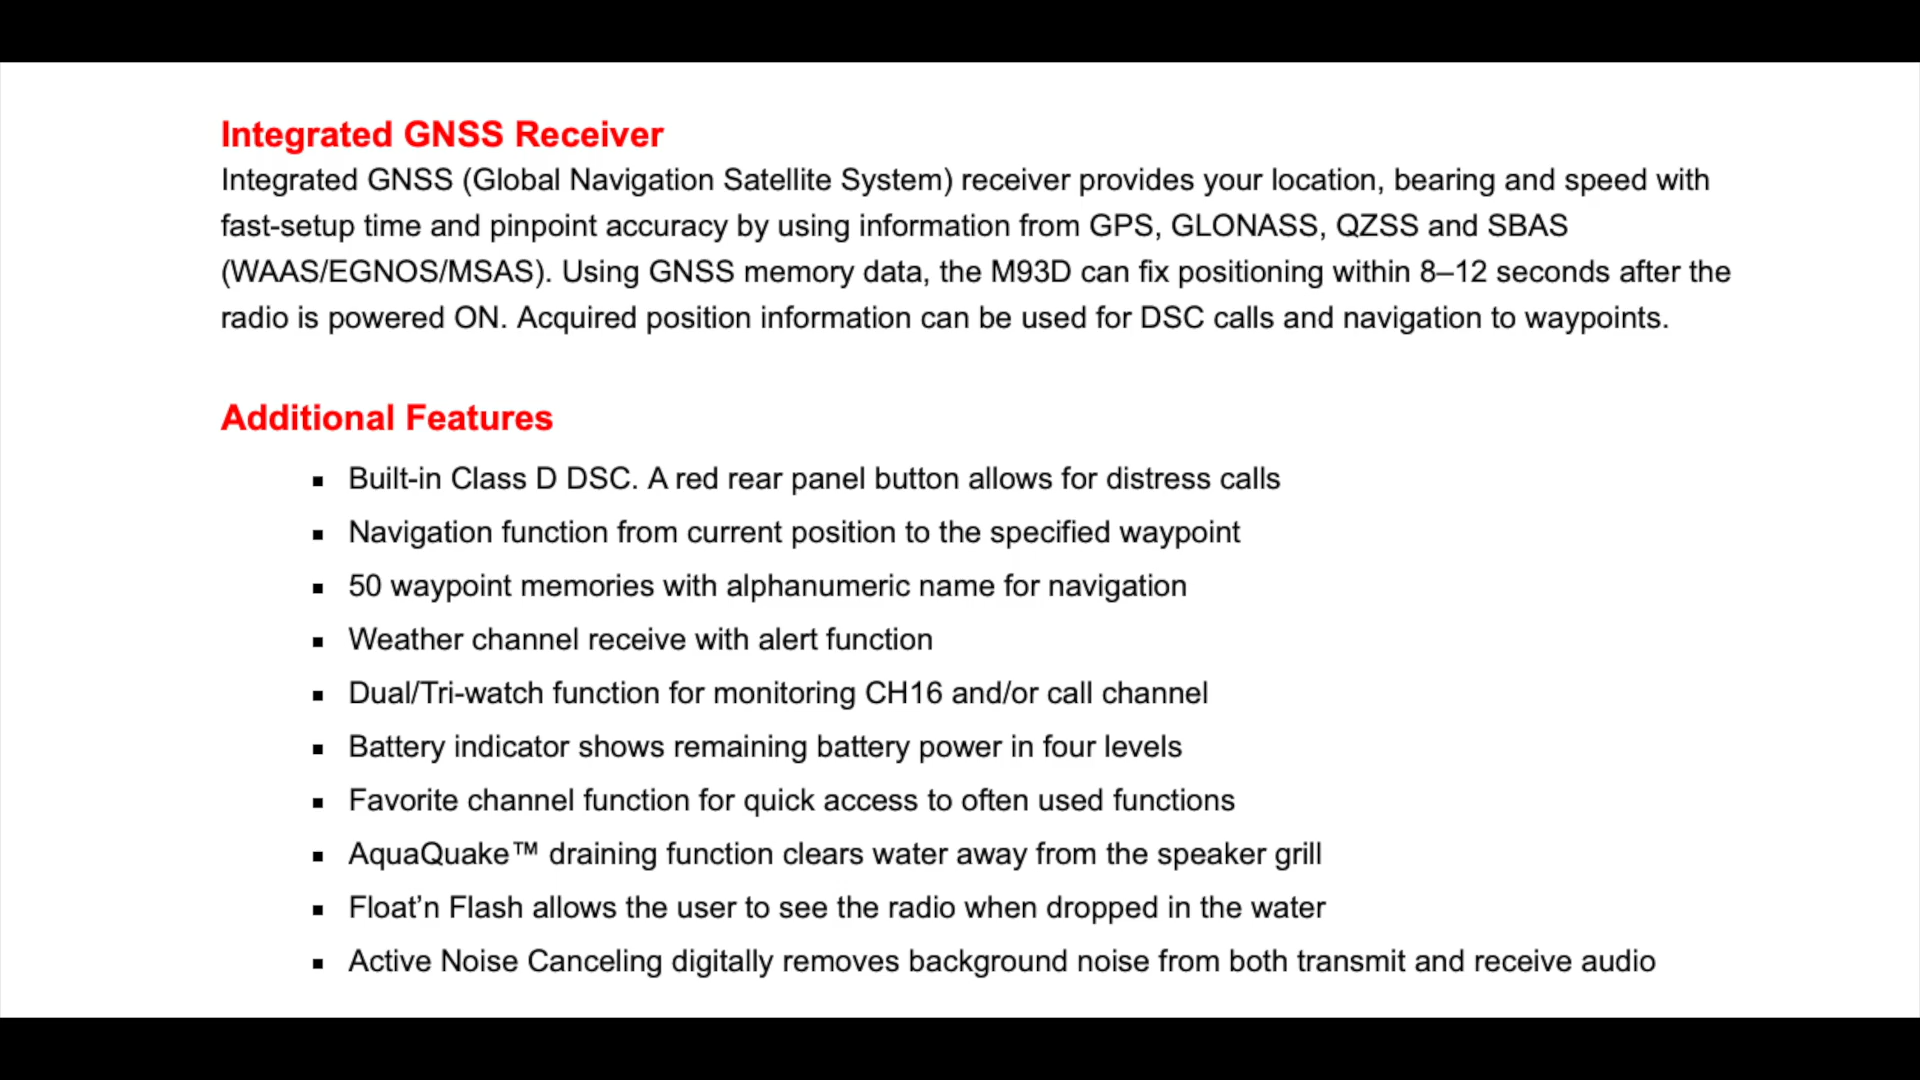 Integrated GNSS Receiver
Integrated GNSS (Global Navigation Satellite System) receiver provides your location, bearing and speed with
fast-setup time and pinpoint accuracy by using information from GPS, GLONASS, QZSS and SBAS
(WAAS/EGNOS/MSAS). Using GNSS memory data, the M93D can fix positioning within 8–12 seconds after the
radio is powered ON. Acquired position information can be used for DSC calls and navigation to waypoints.
Additional Features
▪ Built-in Class D DSC. A red rear panel button allows for distress calls
▪ Navigation function from current position to the specified waypoint
▪ 50 waypoint memories with alphanumeric name for navigation
▪ Weather channel receive with alert function
▪ Dual/Tri-watch function for monitoring CH16 and/or call channel
▪ Battery indicator shows remaining battery power in four levels
▪ Favorite channel function for quick access to often used functions
▪ AquaQuake™ draining function clears water away from the speaker grill
▪ Float’n Flash allows the user to see the radio when dropped in the water
▪ Active Noise Canceling digitally removes background noise from both transmit and receive audio